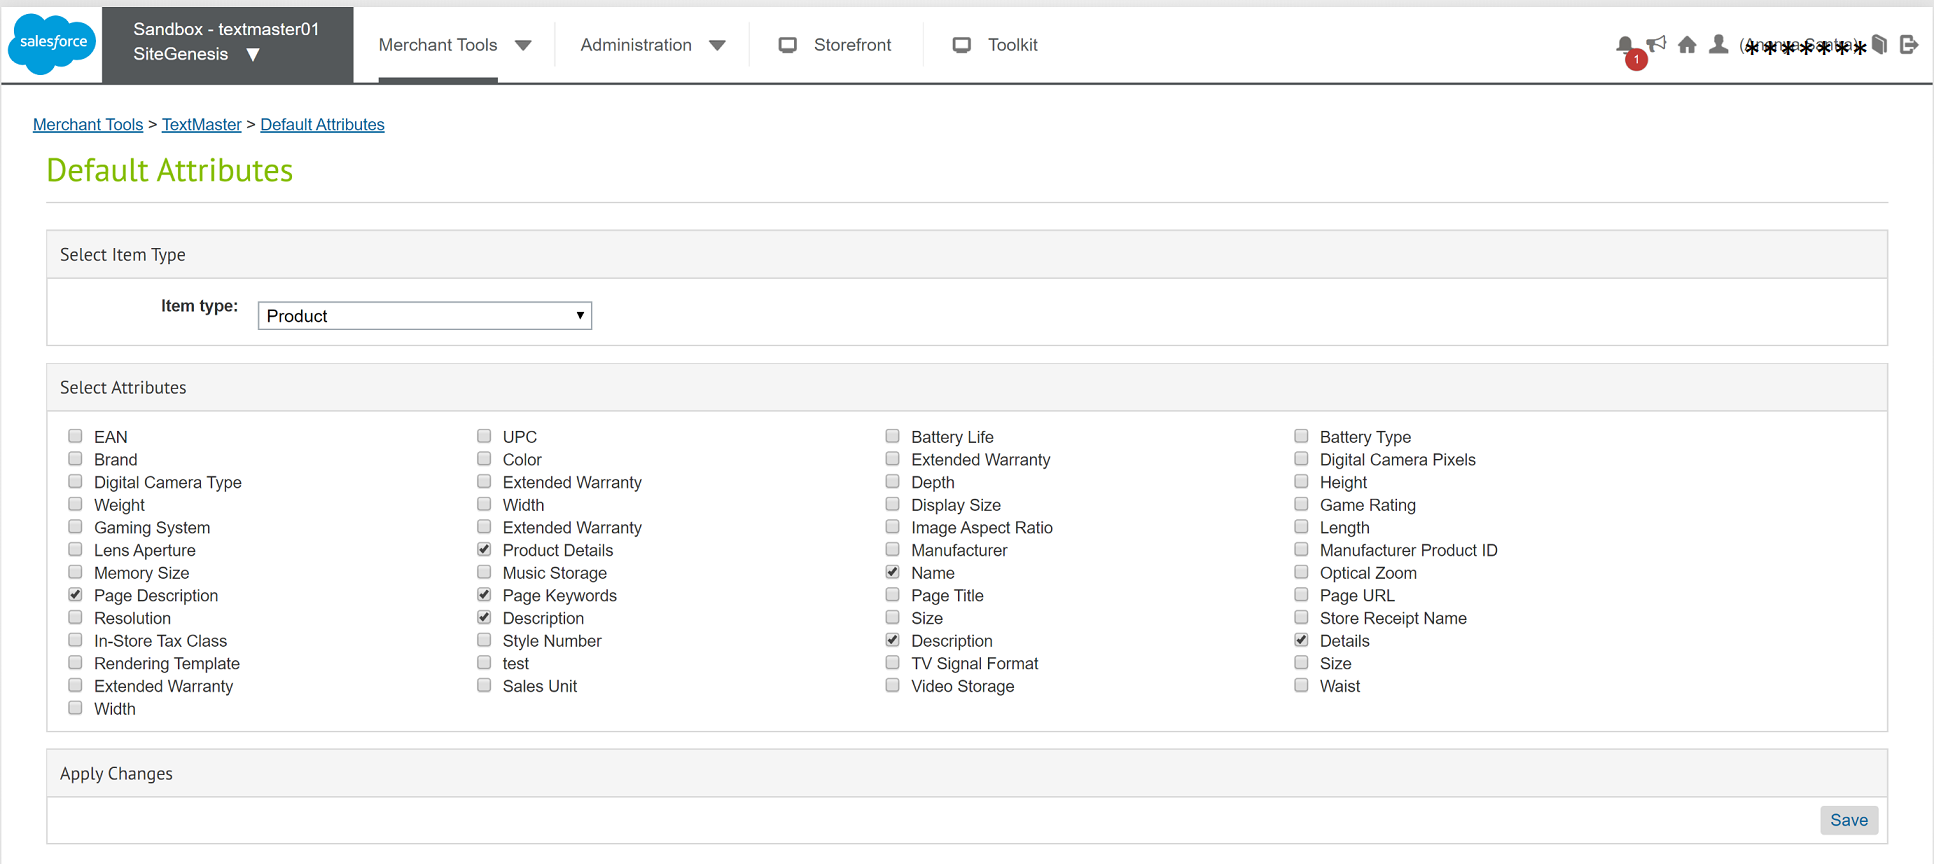 salesforce
Sandbox - textmaster01
SiteGenesis
Merchant Tools
Administration
Storefront
Toolkit
1
Merchant Tools > TextMaster > Default Attributes
Default Attributes
Select Item Type
Item type: Product
Select Attributes
EAN UPC Battery Life Battery Type
Brand Color Extended Warranty Digital Camera Pixels
Digital Camera Type Extended Warranty Depth Height
Weight Width Display Size Game Rating
Gaming System Extended Warranty Image Aspect Ratio Length
Lens Aperture Product Details Manufacturer Manufacturer Product ID
Memory Size Music Storage Name Optical Zoom
Page Description Page Keywords Page Title Page URL
Resolution Description Size Store Receipt Name
In-Store Tax Class Style Number Description Details
Rendering Template test TV Signal Format Size
Extended Warranty Sales Unit Video Storage Waist
Width
Apply Changes
Save